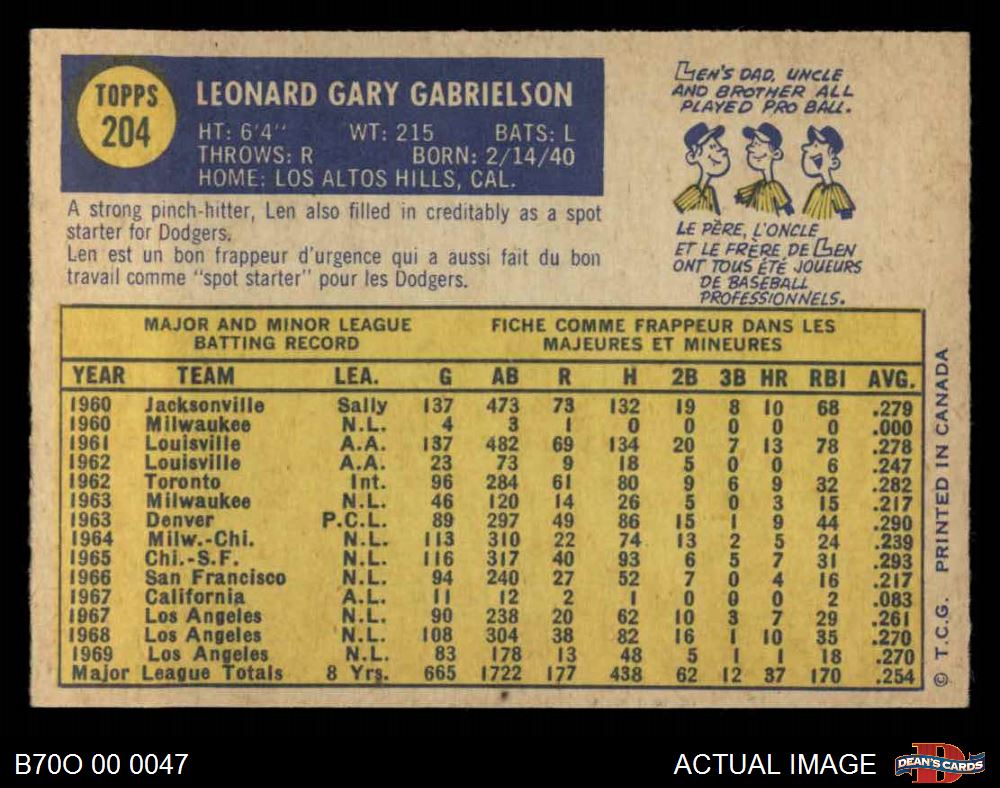 TOPPS
204
LEONARD GARY GABRIELSON
HT: 6'4" WT: 215 BATS: L
THROWS: R BORN: 2/14/40
HOME: LOS ALTOS HILLS, CAL.
A strong pinch-hitter, Len also filled in creditably as a spot
starter for Dodgers.
Len est un bon frappeur d'urgence qui a aussi fait du bon
travail comme "spot starter" pour les Dodgers.
LEN'S DAD, UNCLE
AND BROTHER ALL
PLAYED PRO BALL.
LE PÈRE, L'ONCLE
ET LE FRÈRE DE LEN
ONT TOUS ÉTÉ JOUEURS
DE BASEBALL
PROFESSIONNELS.
MAJOR AND MINOR LEAGUE
BATTING RECORD
FICHE COMME FRAPPEUR DANS LES
MAJEURES ET MINEURES
YEAR TEAM LEA. G AB R H 2B 3B HR RBI AVG.
1960 Jacksonville Sally 137 473 73 132 19 8 10 68 .279
1960 Milwaukee N.L. 4 3 1 0 0 0 0 0 .000
1961 Louisville A.A. 137 482 69 134 20 7 13 78 .278
1962 Louisville A.A. 23 73 9 18 5 0 0 6 .247
1962 Toronto Int. 96 284 61 80 9 6 9 32 .282
1963 Milwaukee N.L. 46 120 14 26 5 0 3 15 .217
1963 Denver P.C.L. 89 297 49 86 15 1 9 44 .290
1964 Milw.-Chi. N.L. 113 310 22 74 13 2 5 24 .239
1965 Chi.-S.F. N.L. 116 317 40 93 6 5 7 31 .293
1966 San Francisco N.L. 94 240 27 52 7 0 4 16 .217
1967 California A.L. 11 12 2 1 0 0 0 2 .083
1967 Los Angeles N.L. 90 238 20 62 10 3 7 29 .261
1968 Los Angeles N.L. 108 304 38 82 16 1 10 35 .270
1969 Los Angeles N.L. 83 178 13 48 5 1 1 18 .270
Major League Totals 8 Yrs. 665 1722 177 438 62 12 37 170 .254
© T.C.G. PRINTED IN CANADA
B70O 00 0047
ACTUAL IMAGE
D
DEAN'S CARDS